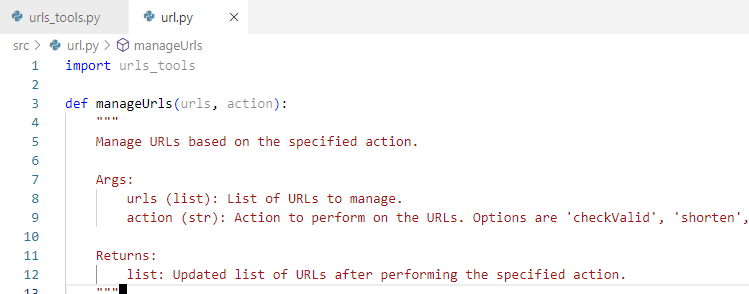 urls_tools.py url.py
src > url.py > manageUrls
1 import urls_tools
2
3 def manageUrls(urls, action):
4 """
5 Manage URLs based on the specified action.
6
7 Args:
8 urls (list): List of URLs to manage.
9 action (str): Action to perform on the URLs. Options are 'checkValid', 'shorten',
10
11 Returns:
12 list: Updated list of URLs after performing the specified action.
13 """